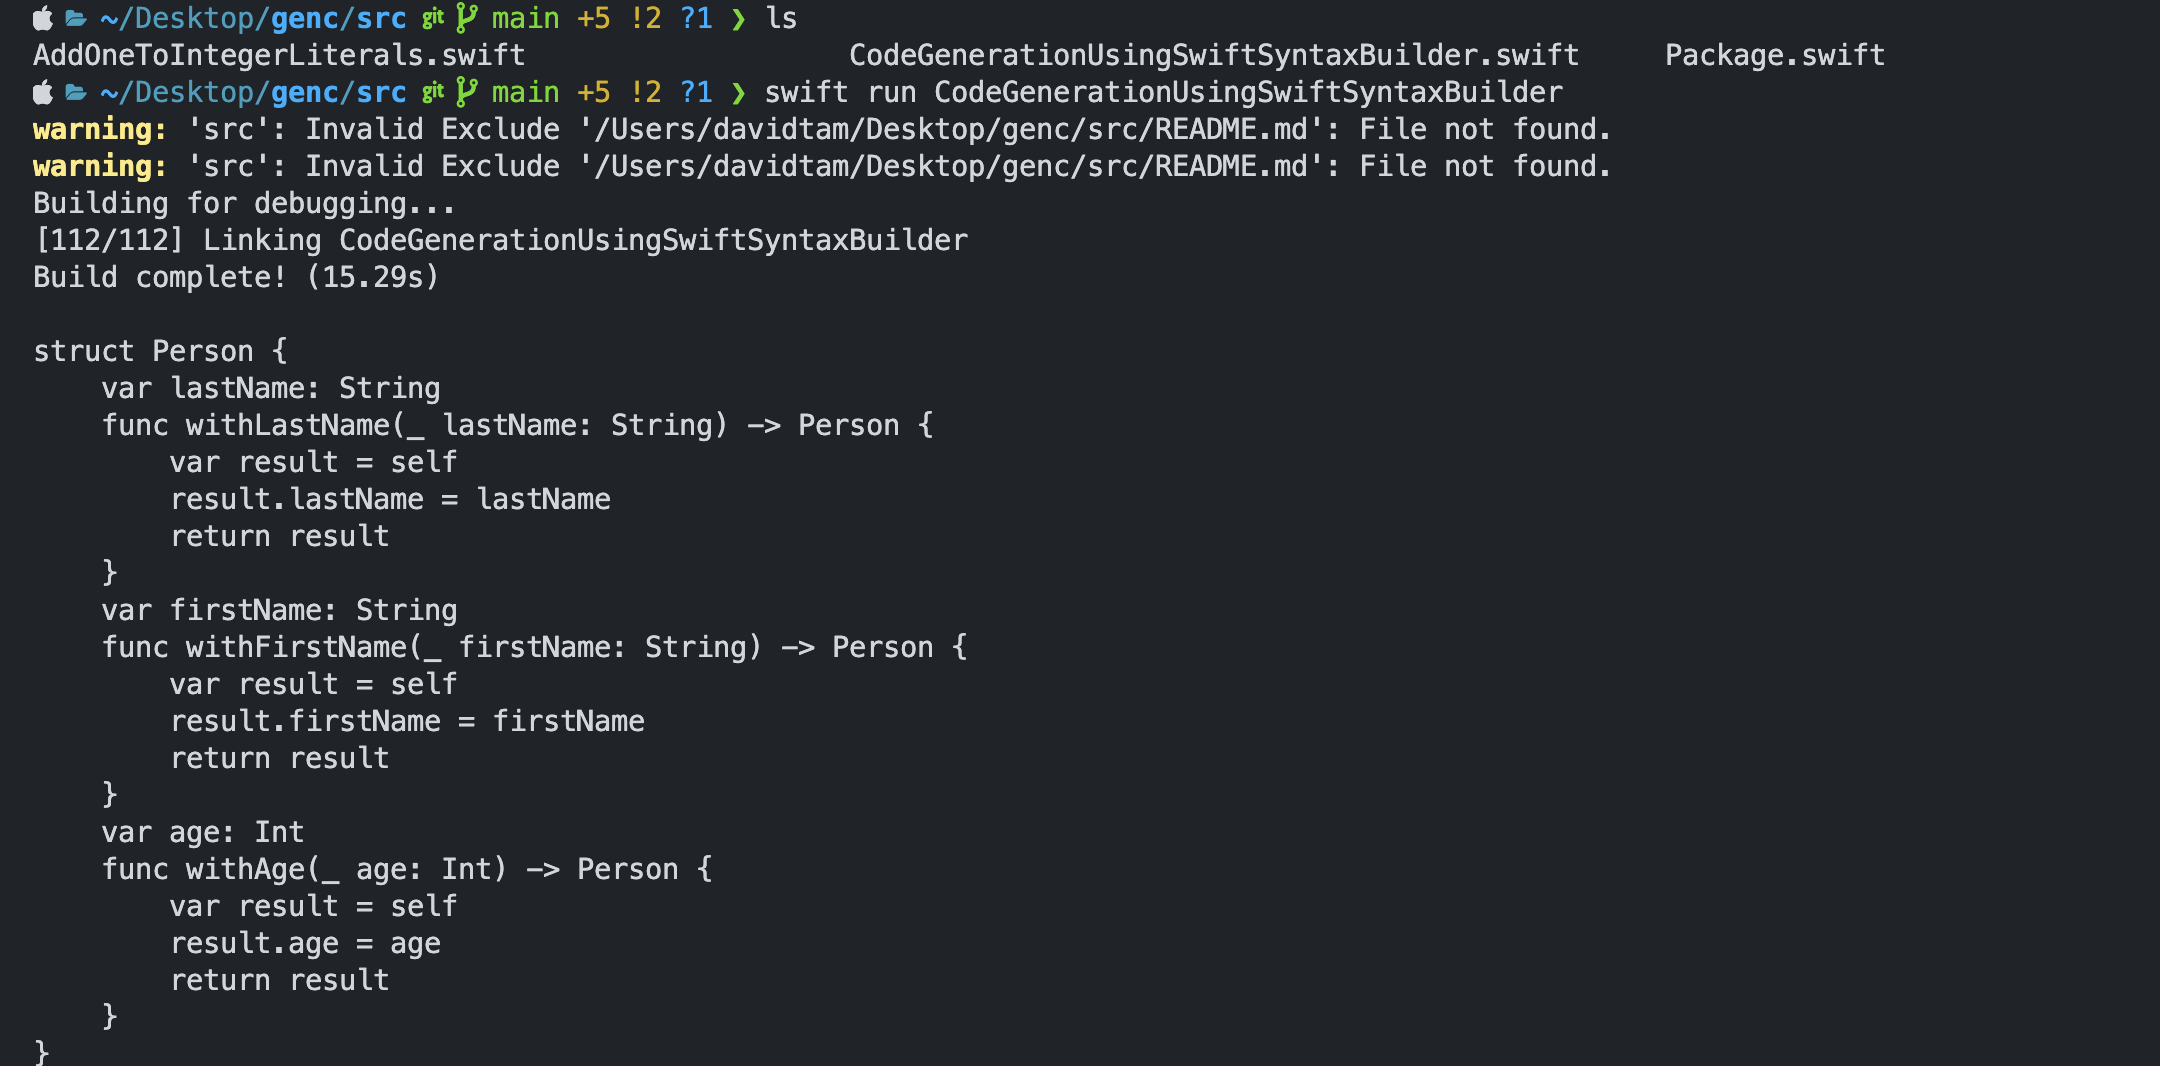 ~/Desktop/genc/src git main +5 !2 ?1 ❯ ls
AddOneToIntegerLiterals.swift CodeGenerationUsingSwiftSyntaxBuilder.swift Package.swift
~/Desktop/genc/src git main +5 !2 ?1 ❯ swift run CodeGenerationUsingSwiftSyntaxBuilder
warning: 'src': Invalid Exclude '/Users/davidtam/Desktop/genc/src/README.md': File not found.
warning: 'src': Invalid Exclude '/Users/davidtam/Desktop/genc/src/README.md': File not found.
Building for debugging...
[112/112] Linking CodeGenerationUsingSwiftSyntaxBuilder
Build complete! (15.29s)
struct Person {
    var lastName: String
    func withLastName(_ lastName: String) -> Person {
        var result = self
        result.lastName = lastName
        return result
    }
    var firstName: String
    func withFirstName(_ firstName: String) -> Person {
        var result = self
        result.firstName = firstName
        return result
    }
    var age: Int
    func withAge(_ age: Int) -> Person {
        var result = self
        result.age = age
        return result
    }
}